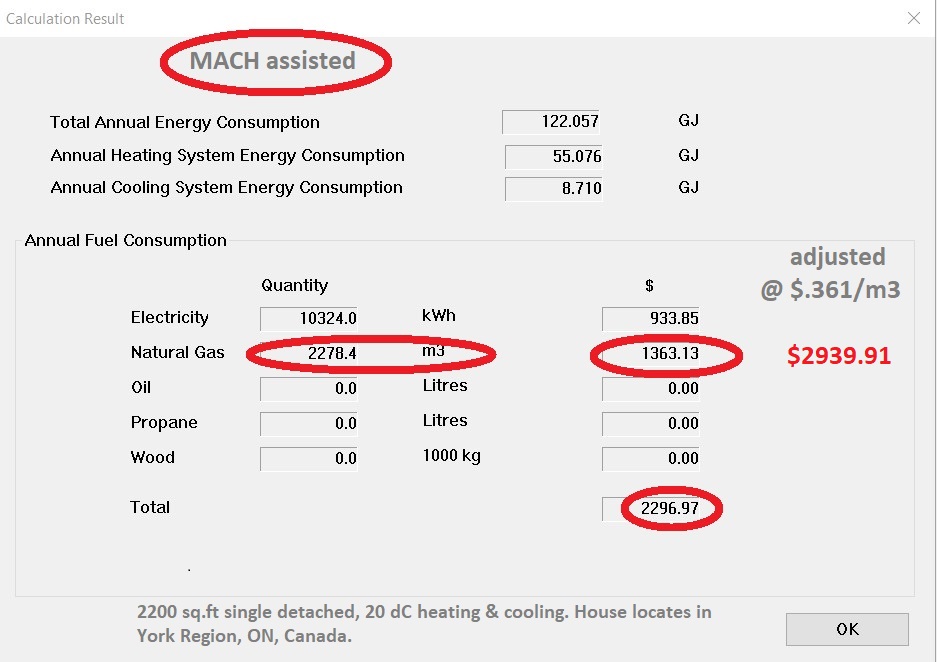 Calculation Result
MACH assisted
Total Annual Energy Consumption 122.057 GJ
Annual Heating System Energy Consumption 55.076 GJ
Annual Cooling System Energy Consumption 8.710 GJ
Annual Fuel Consumption
adjusted
@ $.361/m3
Quantity $
Electricity 10324.0 kWh 933.85
Natural Gas 2278.4 m3 1363.13 $2939.91
Oil 0.0 Litres 0.00
Propane 0.0 Litres 0.00
Wood 0.0 1000 kg 0.00
Total 2296.97
2200 sq.ft single detached, 20 dC heating & cooling. House locates in
York Region, ON, Canada.
OK